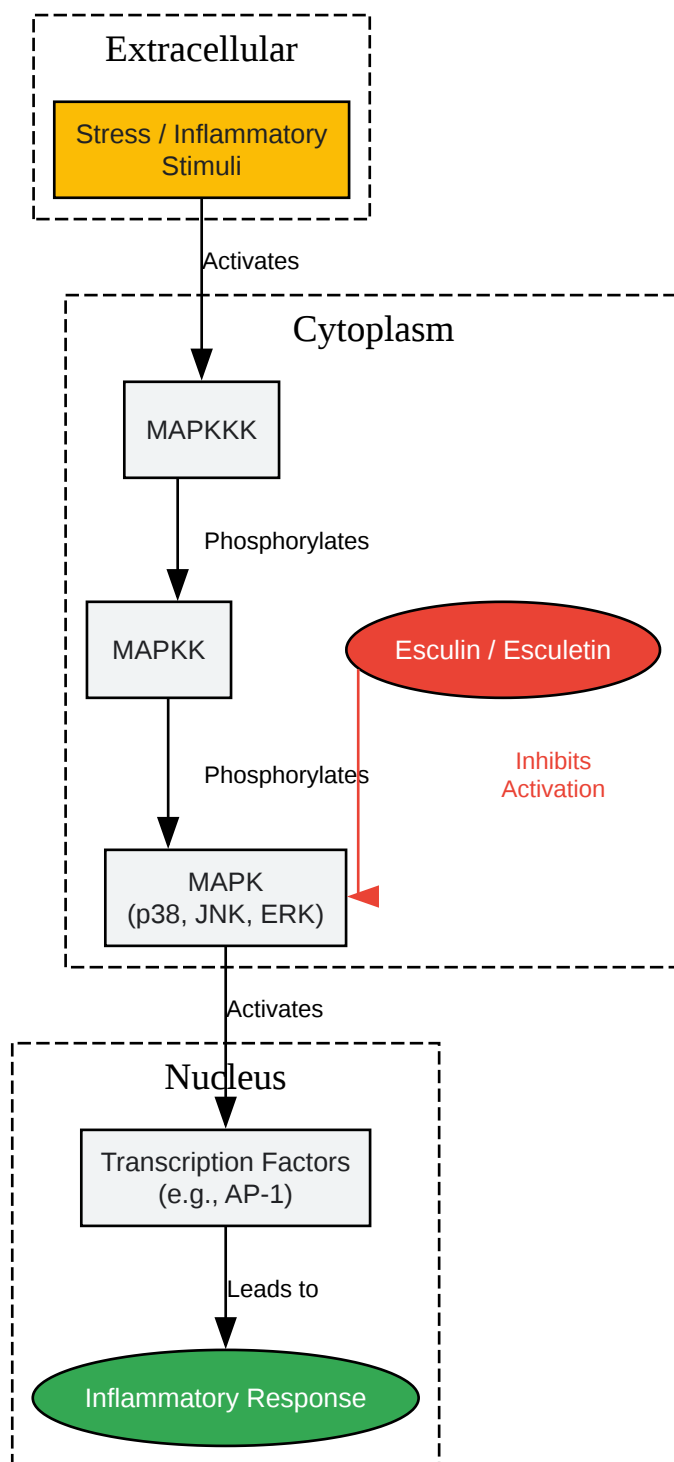 Extracellular
Stress / Inflammatory
Stimuli
Activates
Cytoplasm
MAPKKK
Phosphorylates
MAPKK
Esculin / Esculetin
Phosphorylates
Inhibits
Activation
MAPK
(p38, JNK, ERK)
Activates
Nucleus
Transcription Factors
(e.g., AP-1)
Leads to
Inflammatory Response